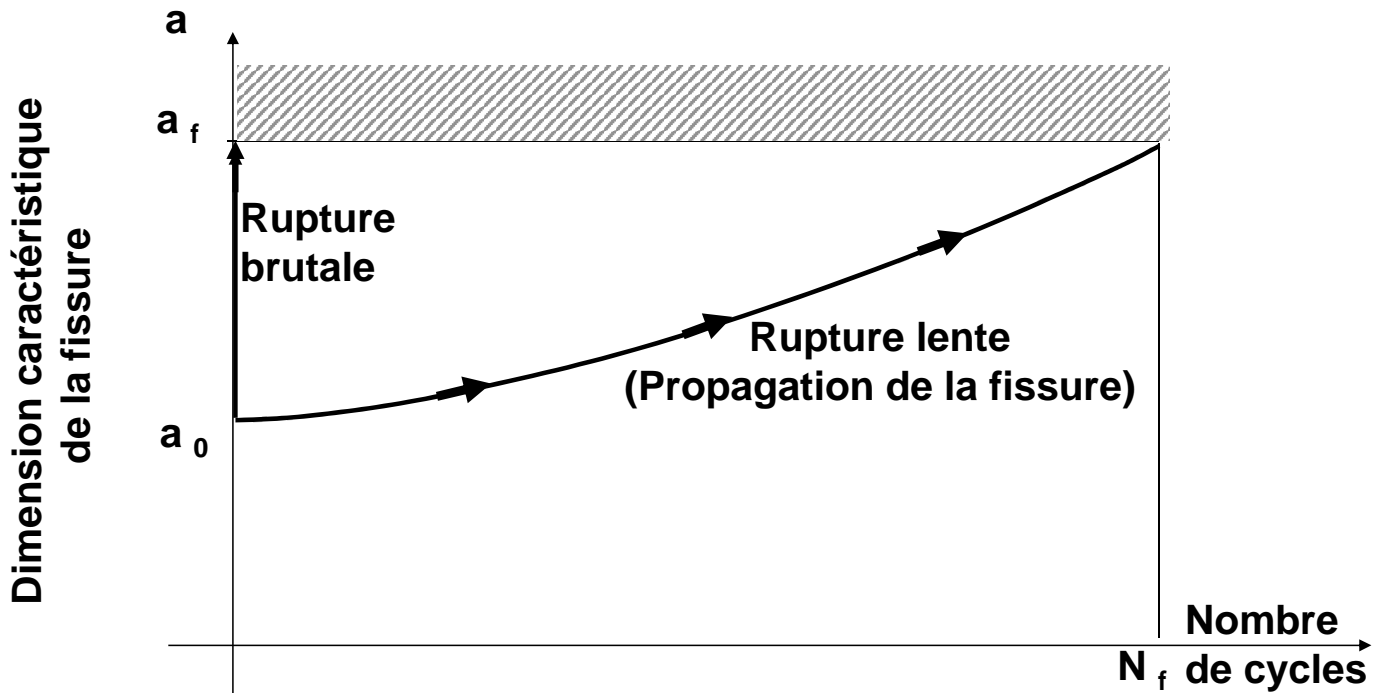 a
Dimension caractéristique
de la fissure
a f
Rupture
brutale
Rupture lente
(Propagation de la fissure)
a 0
Nombre
N f de cycles